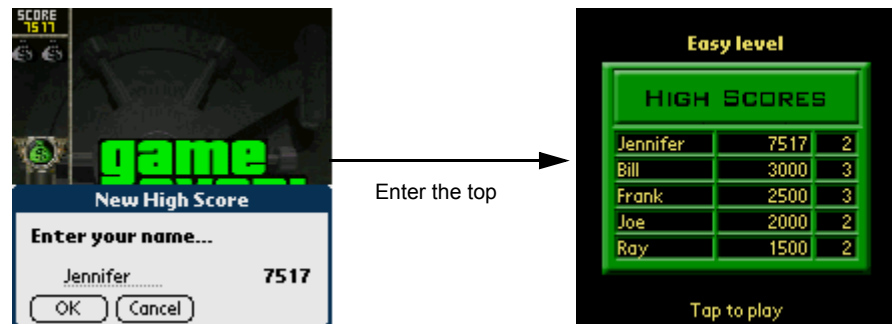 SCORE
7517
game
New High Score
Enter your name...
Jennifer 7517
OK Cancel
Enter the top
Easy level
HIGH SCORES
Jennifer 7517 2
Bill 3000 3
Frank 2500 3
Joe 2000 2
Ray 1500 2
Tap to play